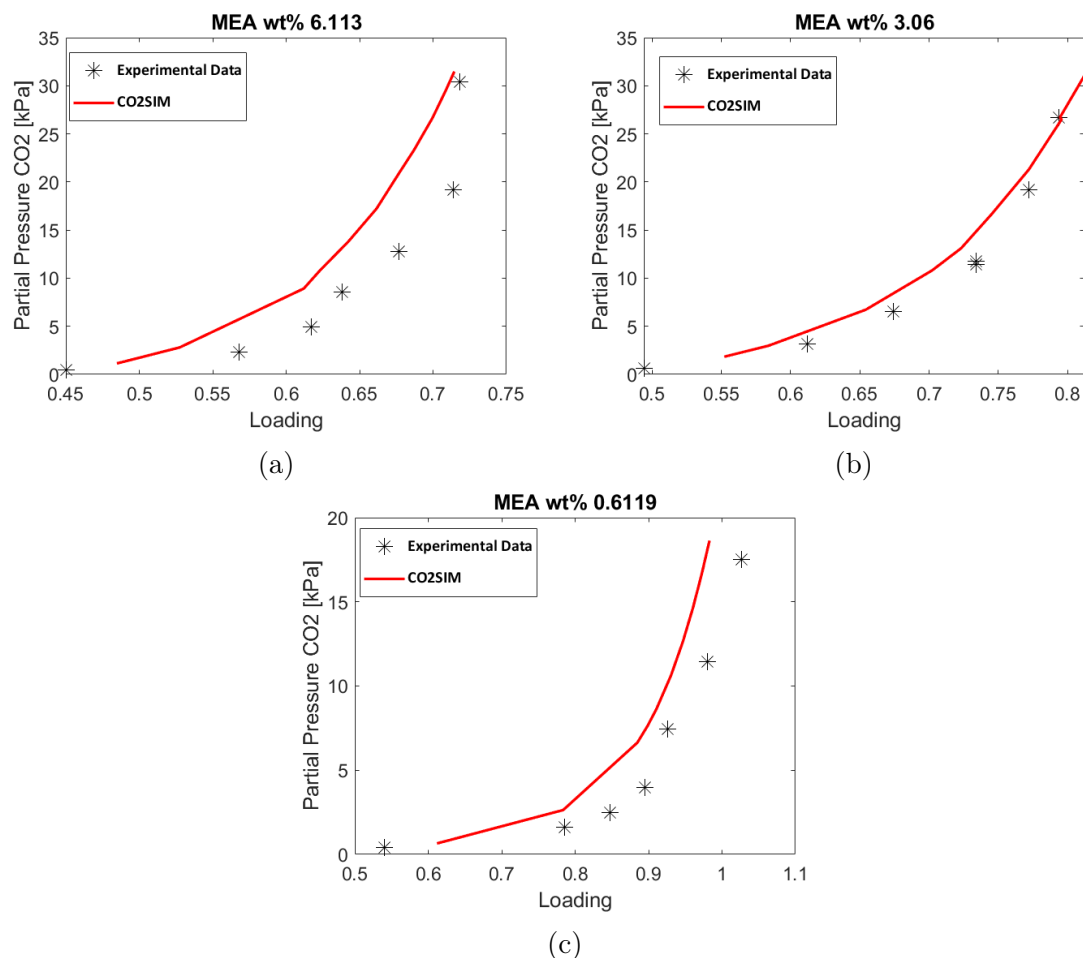 MEA wt% 6.113
Partial Pressure CO2 [kPa]
35
30
25
20
15
10
5
0
Experimental Data
CO2SIM
0.45 0.5 0.55 0.6 0.65 0.7 0.75
Loading
(a)
MEA wt% 3.06
Partial Pressure CO2 [kPa]
35
30
25
20
15
10
5
0
Experimental Data
CO2SIM
0.5 0.55 0.6 0.65 0.7 0.75 0.8
Loading
(b)
MEA wt% 0.6119
Partial Pressure CO2 [kPa]
20
15
10
5
0
Experimental Data
CO2SIM
0.5 0.6 0.7 0.8 0.9 1 1.1
Loading
(c)